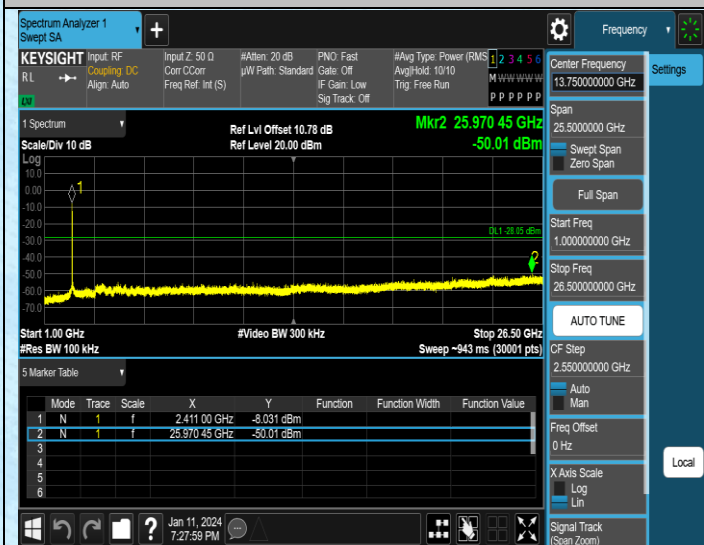 Spectrum Analyzer 1
Swept SA
Frequency
KEYSIGHT
RL
LXI
Input: RF
Coupling: DC
Align: Auto
Input Z: 50 Ω
Corr CCorr
Freq Ref: Int (S)
#Atten: 20 dB
µW Path: Standard
PNO: Fast
Gate: Off
IF Gain: Low
Sig Track: Off
#Avg Type: Power (RMS
Avg|Hold: 10/10
Trig: Free Run
1 2 3 4 5 6
M W W W W W
P P P P P P
Center Frequency
13.750000000 GHz
Settings
Span
25.5000000 GHz
Swept Span
Zero Span
Full Span
Start Freq
1.000000000 GHz
Stop Freq
26.500000000 GHz
AUTO TUNE
CF Step
2.550000000 GHz
Auto
Man
Freq Offset
0 Hz
X Axis Scale
Log
Lin
Signal Track
(Span Zoom)
Local
1 Spectrum
Scale/Div 10 dB
Ref Lvl Offset 10.78 dB
Ref Level 20.00 dBm
Mkr2 25.970 45 GHz
-50.01 dBm
Log
10.0
0.00
-10.0
-20.0
-30.0
-40.0
-50.0
-60.0
-70.0
1
DL1 -28.05 dBm
2
Start 1.00 GHz
#Video BW 300 kHz
Stop 26.50 GHz
#Res BW 100 kHz
Sweep ~943 ms (30001 pts)
5 Marker Table
Mode Trace Scale X Y Function Function Width Function Value
1 N 1 f 2.411 00 GHz -8.031 dBm
2 N 1 f 25.970 45 GHz -50.01 dBm
3
4
5
6
?
Jan 11, 2024
7:27:59 PM